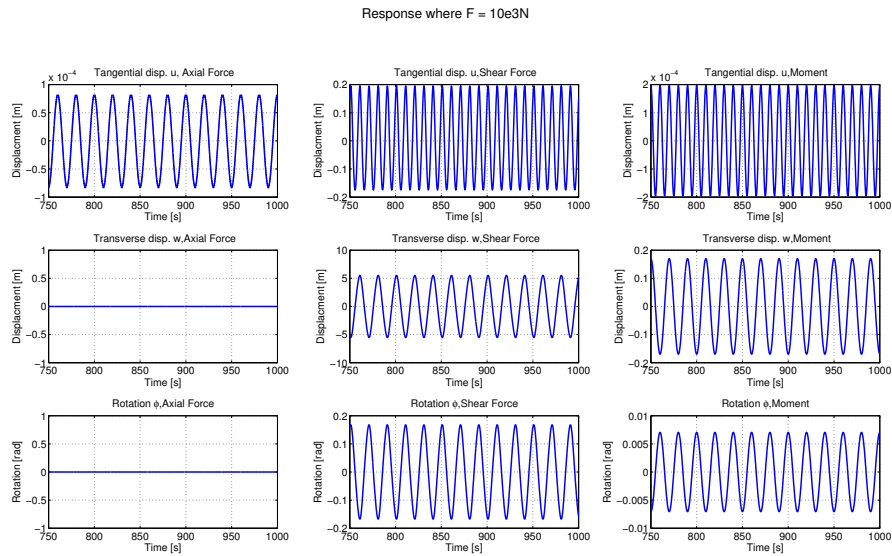 Response where F = 10e3N
Tangential disp. u, Axial Force
x 10⁻⁴
1
0.5
0
−0.5
−1
Displacment [m]
750 800 850 900 950 1000
Time [s]
Tangential disp. u,Shear Force
0.2
0.1
0
−0.1
−0.2
Displacment [m]
750 800 850 900 950 1000
Time [s]
Tangential disp. u,Moment
x 10⁻⁴
2
1
0
−1
−2
Displacment [m]
750 800 850 900 950 1000
Time [s]
Transverse disp. w,Axial Force
1
0.5
0
−0.5
−1
Displacment [m]
750 800 850 900 950 1000
Time [s]
Transverse disp. w,Shear Force
10
5
0
−5
−10
Displacment [m]
750 800 850 900 950 1000
Time [s]
Transverse disp. w,Moment
0.2
0.1
0
−0.1
−0.2
Displacment [m]
750 800 850 900 950 1000
Time [s]
Rotation ϕ,Axial Force
1
0.5
0
−0.5
−1
Rotation [rad]
750 800 850 900 950 1000
Time [s]
Rotation ϕ,Shear Force
0.2
0.1
0
−0.1
−0.2
Rotation [rad]
750 800 850 900 950 1000
Time [s]
Rotation ϕ,Moment
0.01
0.005
0
−0.005
−0.01
Rotation [rad]
750 800 850 900 950 1000
Time [s]